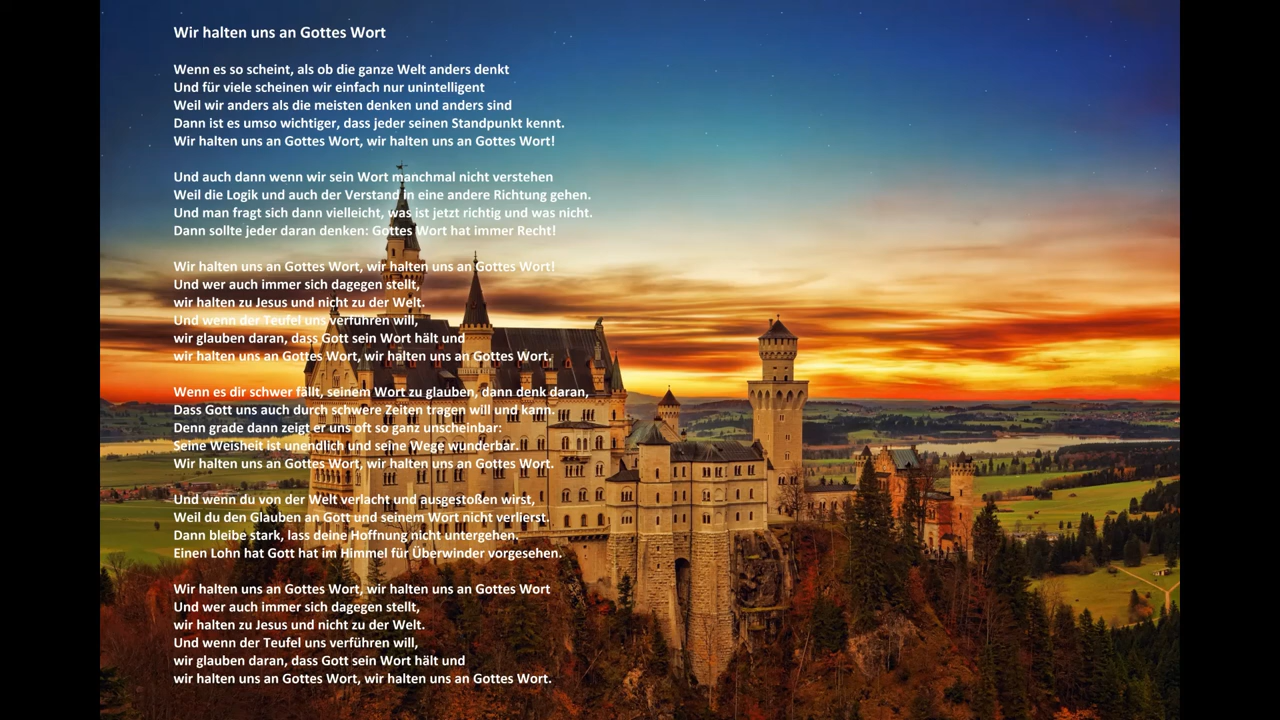 Wir halten uns an Gottes Wort
Wenn es so scheint, als ob die ganze Welt anders denkt
Und für viele scheinen wir einfach nur unintelligent
Weil wir anders als die meisten denken und anders sind
Dann ist es umso wichtiger, dass jeder seinen Standpunkt kennt.
Wir halten uns an Gottes Wort, wir halten uns an Gottes Wort!
Und auch dann wenn wir sein Wort manchmal nicht verstehen
Weil die Logik und auch der Verstand in eine andere Richtung gehen.
Und man fragt sich dann vielleicht, was ist jetzt richtig und was nicht.
Dann sollte jeder daran denken: Gottes Wort hat immer Recht!
Wir halten uns an Gottes Wort, wir halten uns an Gottes Wort!
Und wer auch immer sich dagegen stellt,
wir halten zu Jesus und nicht zu der Welt.
Und wenn der Teufel uns verführen will,
wir glauben daran, dass Gott sein Wort hält und
wir halten uns an Gottes Wort, wir halten uns an Gottes Wort.
Wenn es dir schwer fällt, seinem Wort zu glauben, dann denk daran,
Dass Gott uns auch durch schwere Zeiten tragen will und kann.
Denn grade dann zeigt er uns oft so ganz unscheinbar:
Seine Weisheit ist unendlich und seine Wege wunderbar.
Wir halten uns an Gottes Wort, wir halten uns an Gottes Wort.
Und wenn du von der Welt verlacht und ausgestoßen wirst,
Weil du den Glauben an Gott und seinem Wort nicht verlierst.
Dann bleibe stark, lass deine Hoffnung nicht untergehen.
Einen Lohn hat Gott hat im Himmel für Überwinder vorgesehen.
Wir halten uns an Gottes Wort, wir halten uns an Gottes Wort
Und wer auch immer sich dagegen stellt,
wir halten zu Jesus und nicht zu der Welt.
Und wenn der Teufel uns verführen will,
wir glauben daran, dass Gott sein Wort hält und
wir halten uns an Gottes Wort, wir halten uns an Gottes Wort.